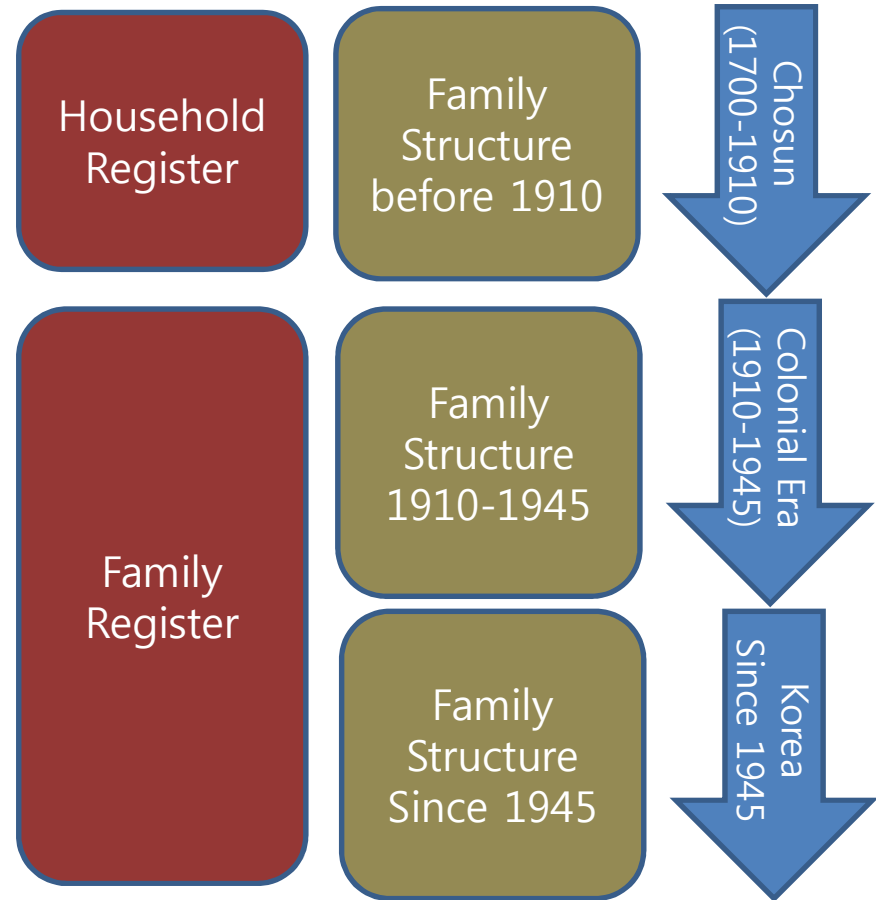 Household
Register
Family
Structure
before 1910
Chosun
(1700-1910)
Family
Register
Family
Structure
1910-1945
Colonial Era
(1910-1945)
Family
Structure
Since 1945
Korea
Since 1945